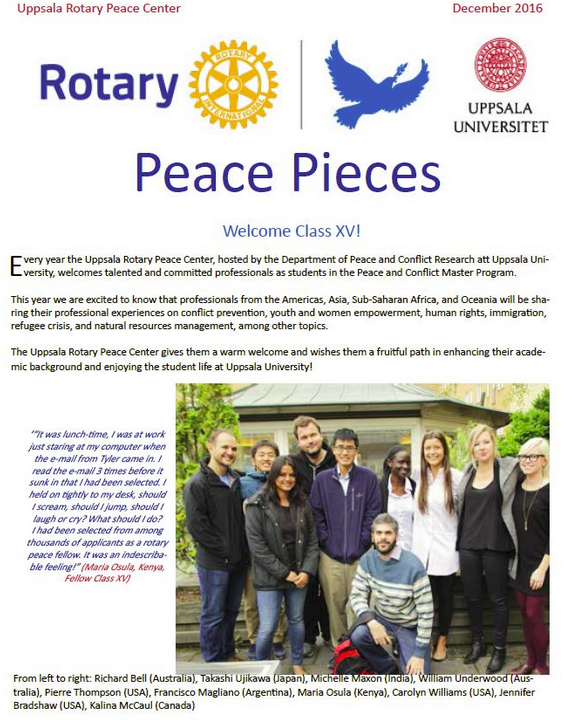 Uppsala Rotary Peace Center
December 2016
Rotary
ROTARY
INTERNATIONAL
UPPSALA
UNIVERSITET
Peace Pieces
Welcome Class XV!
Every year the Uppsala Rotary Peace Center, hosted by the Department of Peace and Conflict Research att Uppsala Uni-
versity, welcomes talented and committed professionals as students in the Peace and Conflict Master Program.
This year we are excited to know that professionals from the Americas, Asia, Sub-Saharan Africa, and Oceania will be sha-
ring their professional experiences on conflict prevention, youth and women empowerment, human rights, immigration,
refugee crisis, and natural resources management, among other topics.
The Uppsala Rotary Peace Center gives them a warm welcome and wishes them a fruitful path in enhancing their acade-
mic background and enjoying the student life at Uppsala University!
'"It was lunch-time, I was at work
just staring at my computer when
the e-mail from Tyler came in. I
read the e-mail 3 times before it
sunk in that I had been selected. I
held on tightly to my desk, should
I scream, should I jump, should I
laugh or cry? What should I do?
I had been selected from among
thousands of applicants as a rotary
peace fellow. It was an indescriba-
ble feeling!" (Maria Osula, Kenya,
Fellow Class XV)
From left to right: Richard Bell (Australia), Takashi Ujikawa (Japan), Michelle Maxon (India), William Underwood (Aus-
tralia), Pierre Thompson (USA), Francisco Magliano (Argentina), Maria Osula (Kenya), Carolyn Williams (USA), Jennifer
Bradshaw (USA), Kalina McCaul (Canada)